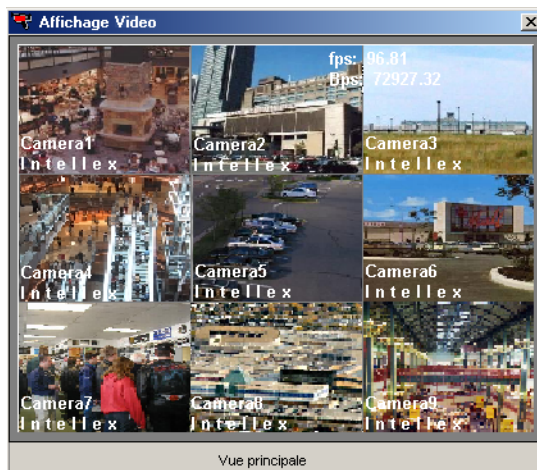 Affichage Video
fps: 96.81
Bps: 72927.32
Camera1
Intellex
Camera2
Intellex
Camera3
Intellex
Camera4
Intellex
Camera5
Intellex
Camera6
Intellex
Camera7
Intellex
Camera8
Intellex
Camera9
Intellex
Vue principale